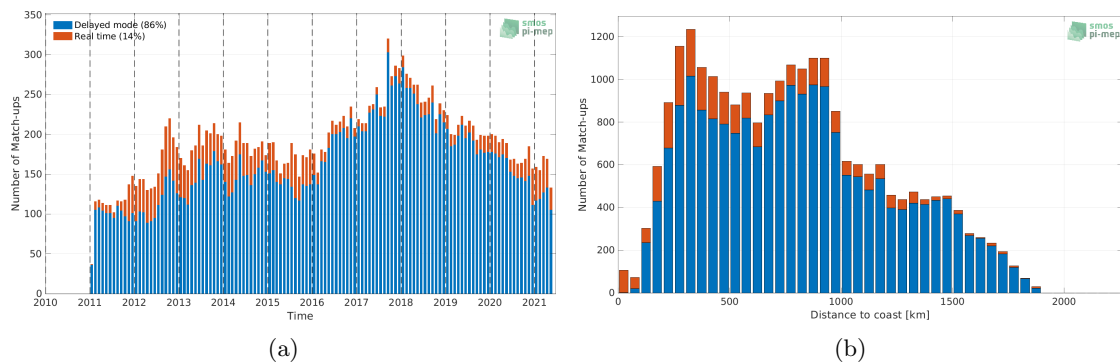 Delayed mode (86%)
Real time (14%)
smos
pi-mep
350
300
250
200
150
100
50
0
Number of Match-ups
2010 2011 2012 2013 2014 2015 2016 2017 2018 2019 2020 2021
Time
(a)
smos
pi-mep
1200
1000
800
600
400
200
0
Number of Match-ups
0 500 1000 1500 2000
Distance to coast [km]
(b)